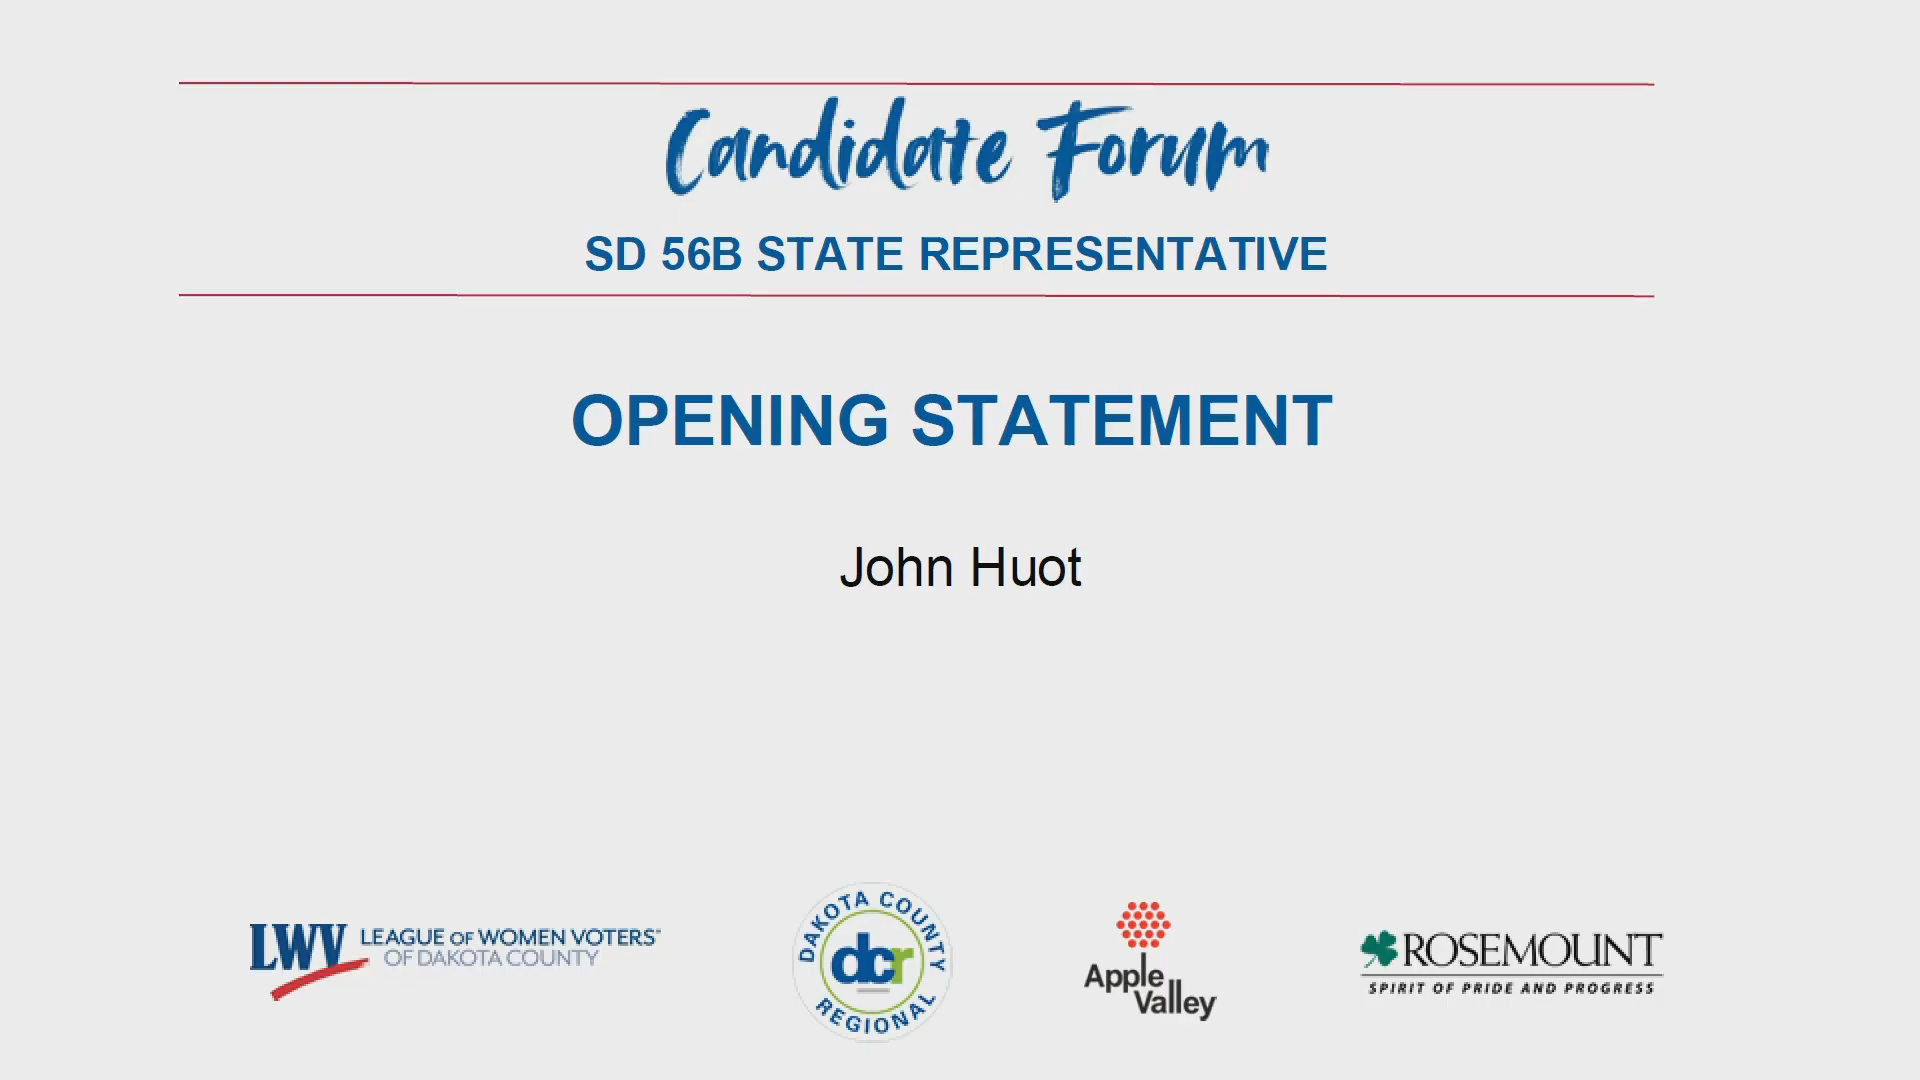 Candidate Forum
SD 56B STATE REPRESENTATIVE
OPENING STATEMENT
John Huot
LWV LEAGUE OF WOMEN VOTERS®
OF DAKOTA COUNTY
DAKOTA COUNTY
dcr
REGIONAL
Apple
Valley
ROSEMOUNT
SPIRIT OF PRIDE AND PROGRESS